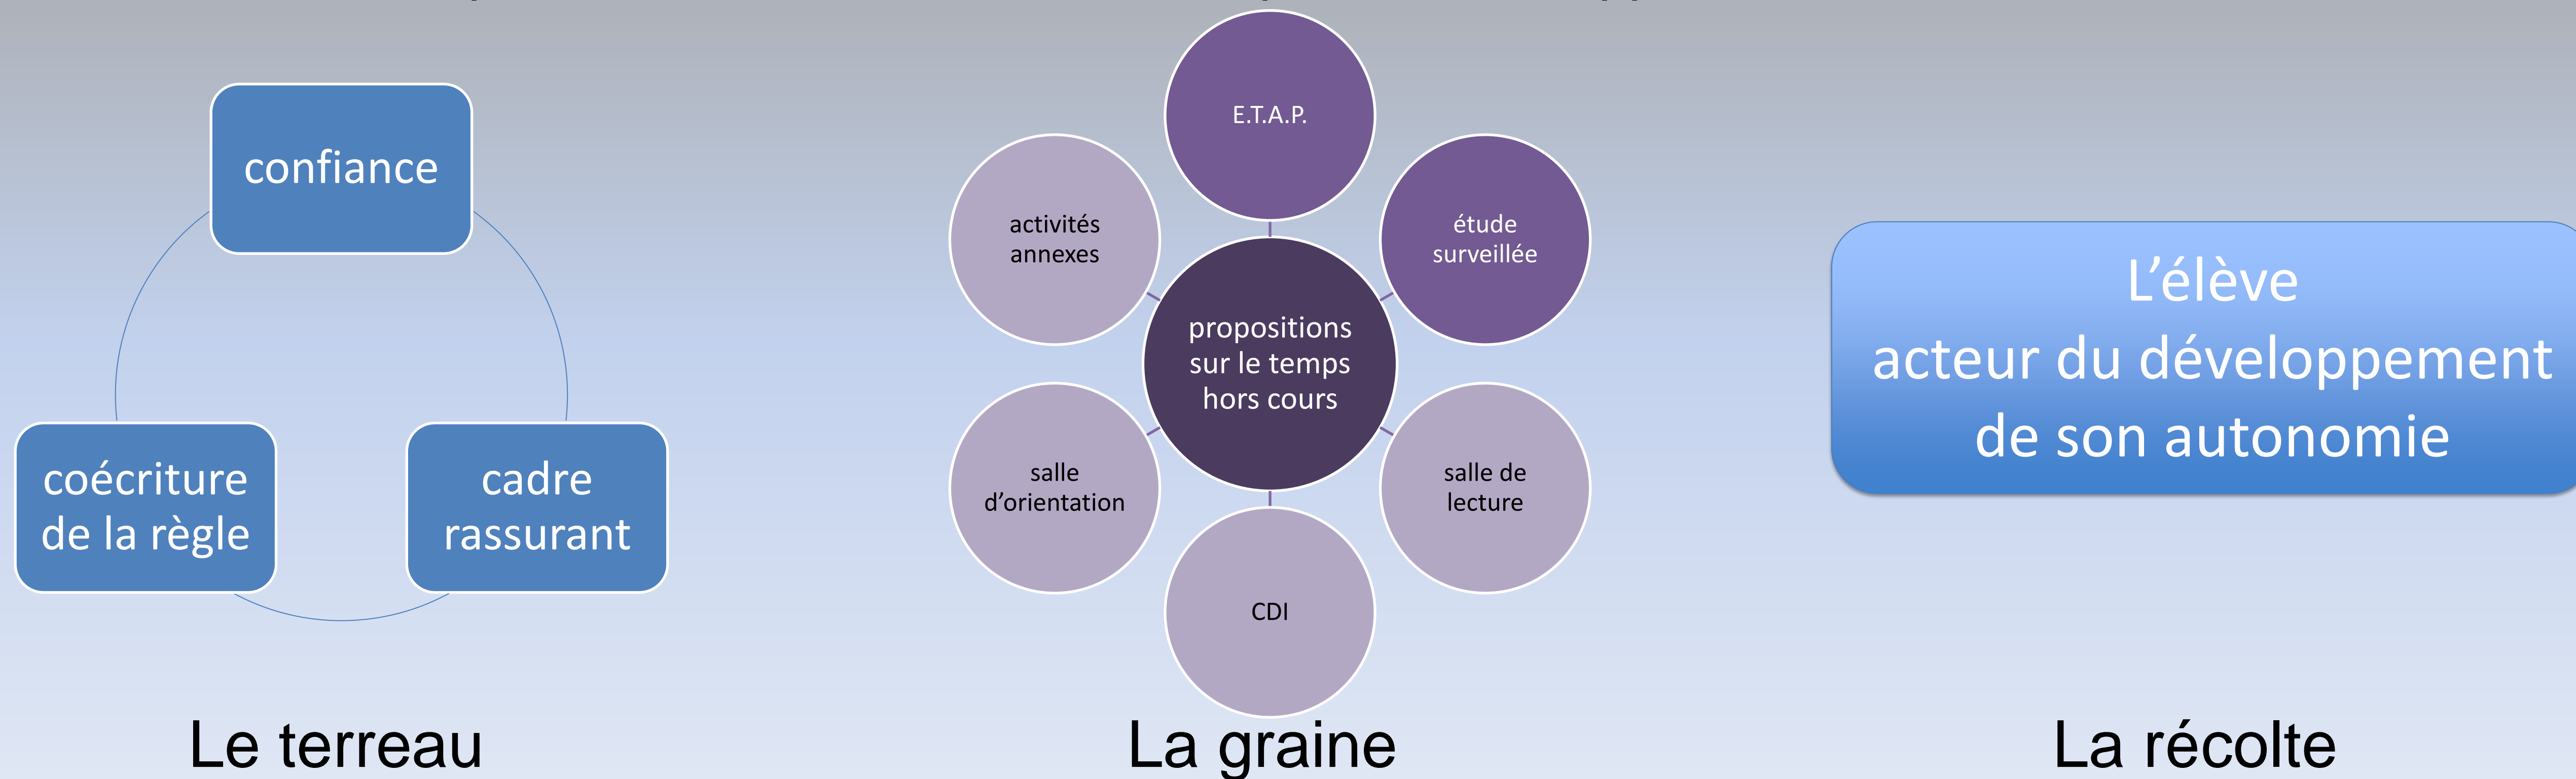 confiance
coécriture
de la règle
cadre
rassurant
Le terreau
E.T.A.P.
étude
surveillée
salle de
lecture
CDI
salle
d’orientation
activités
annexes
propositions
sur le temps
hors cours
La graine
L’élève
acteur du développement
de son autonomie
La récolte